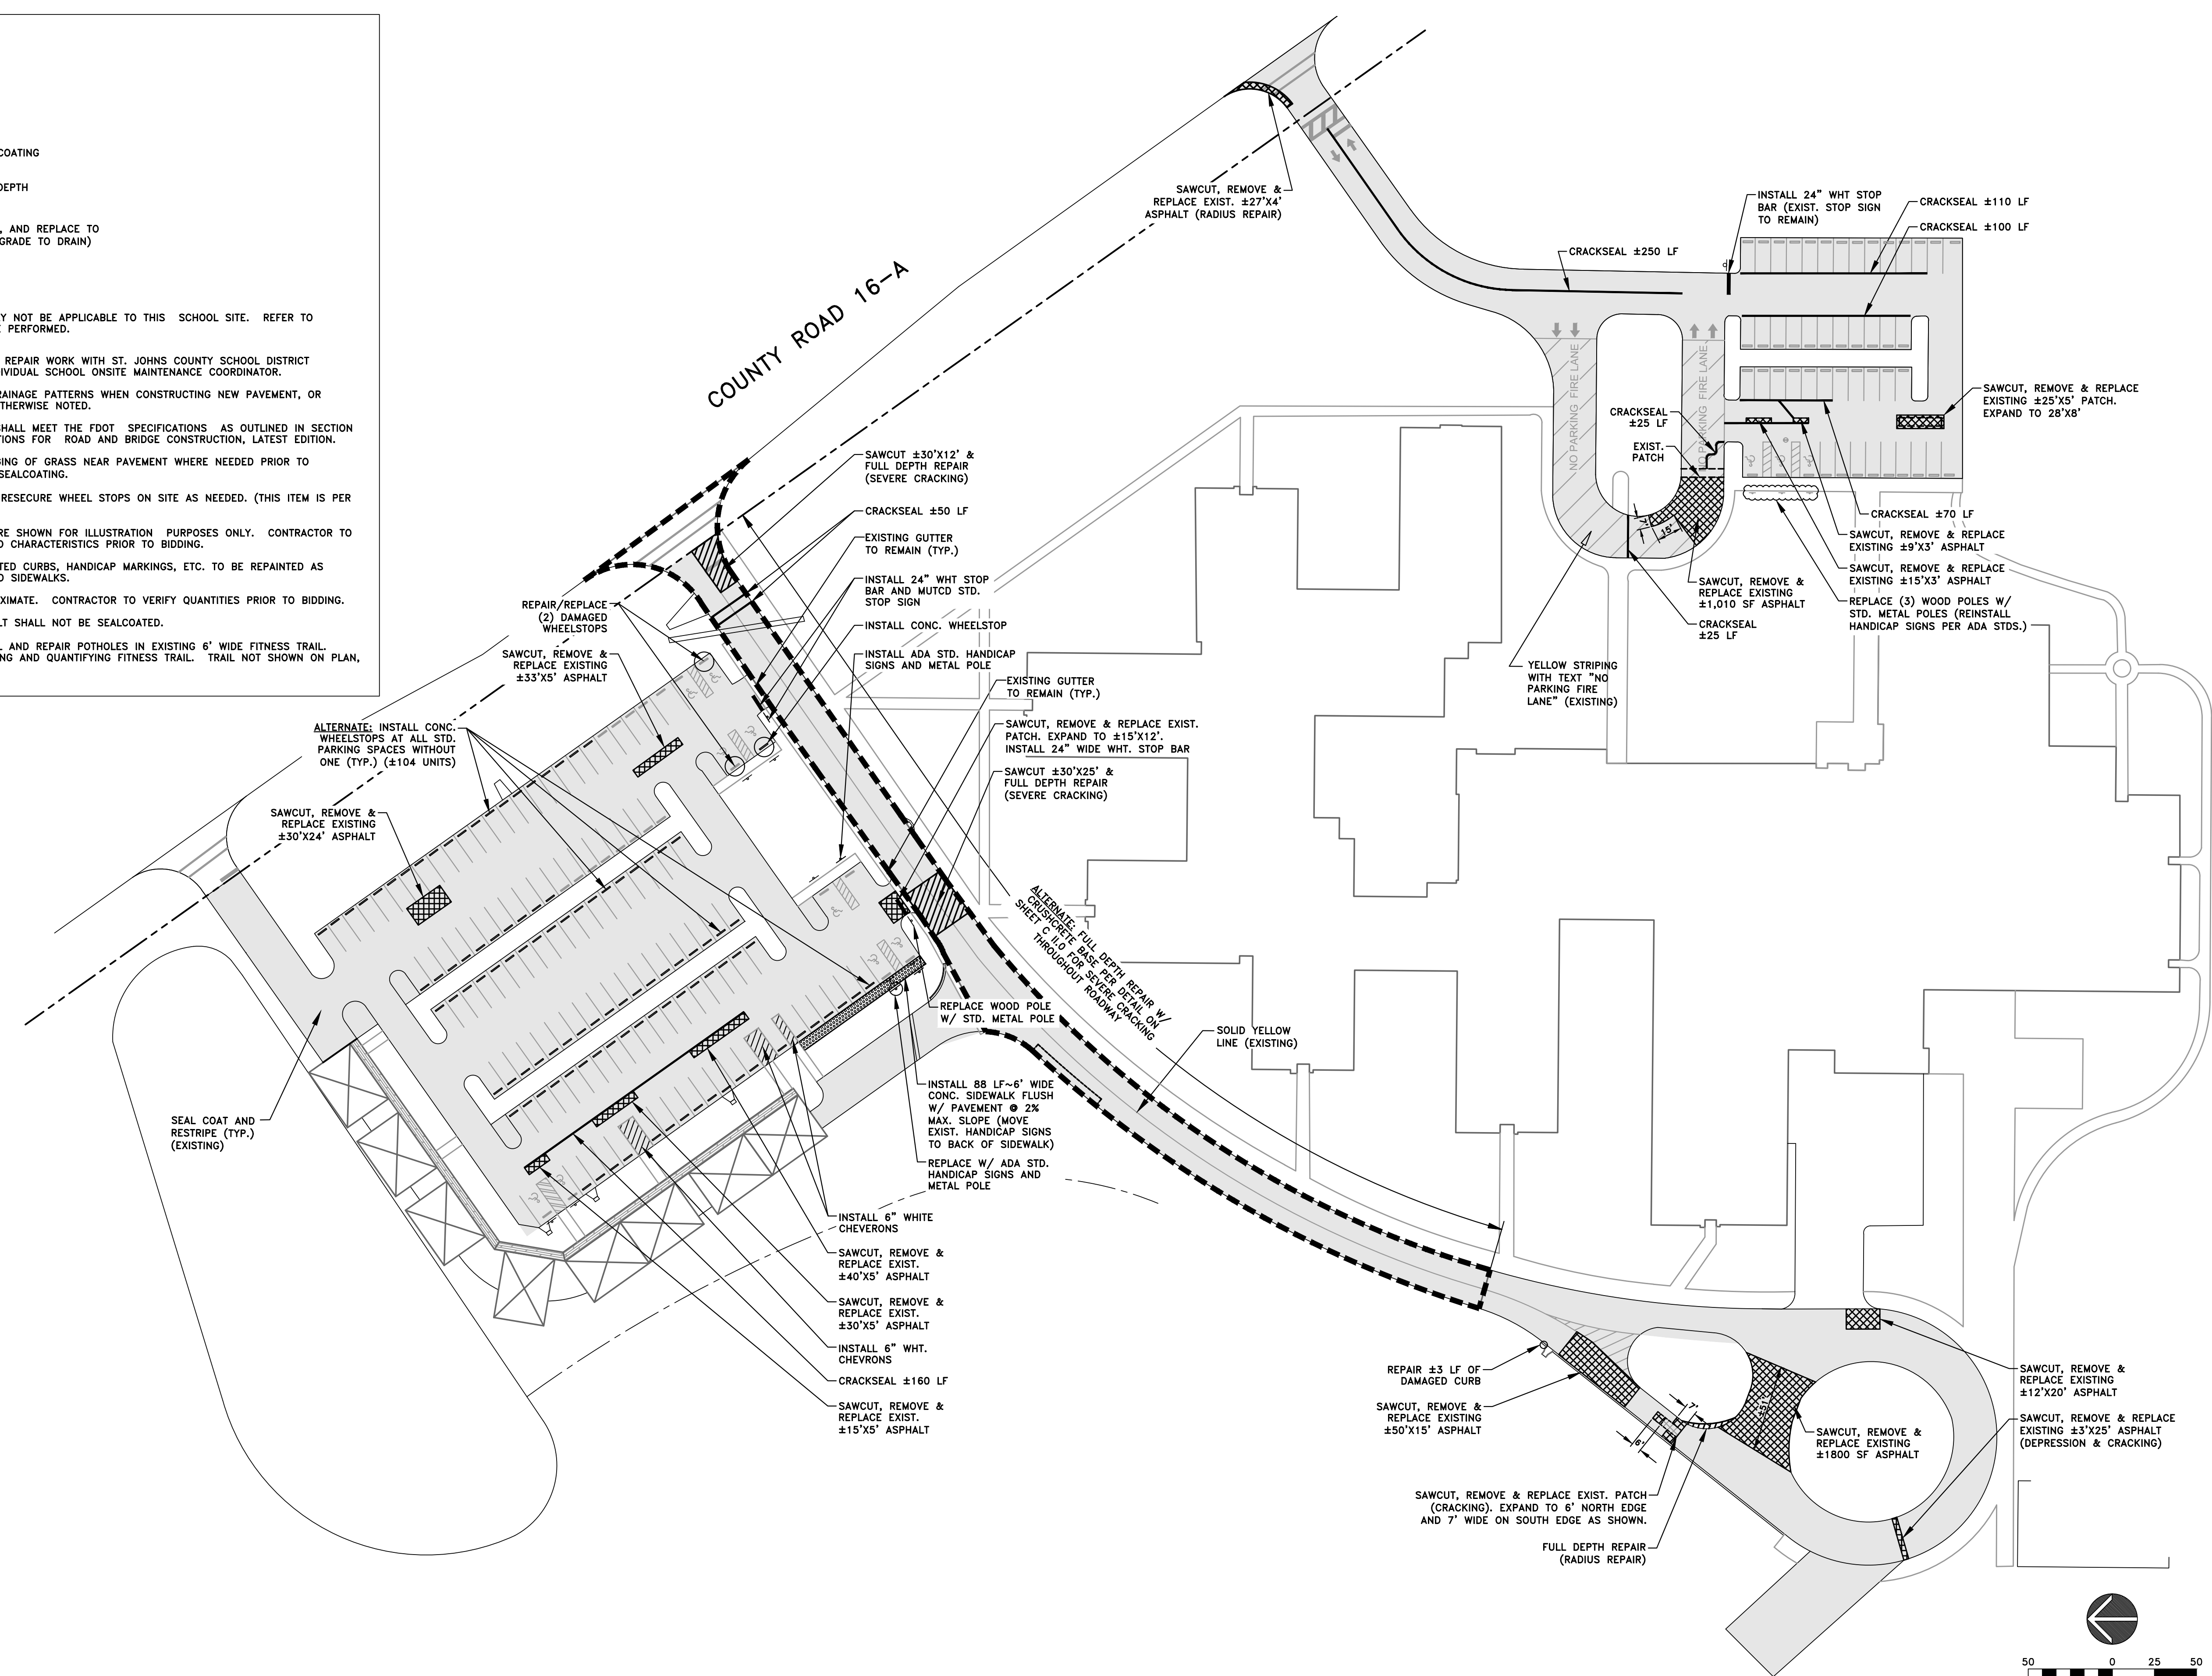 COATING
DEPTH
, AND REPLACE TO
GRADE TO DRAIN)
Y NOT BE APPLICABLE TO THIS SCHOOL SITE. REFER TO
E PERFORMED.
REPAIR WORK WITH ST. JOHNS COUNTY SCHOOL DISTRICT
DIVIDUAL SCHOOL ONSITE MAINTENANCE COORDINATOR.
RAINAGE PATTERNS WHEN CONSTRUCTING NEW PAVEMENT, OR
THERWISE NOTED.
SHALL MEET THE FDOT SPECIFICATIONS AS OUTLINED IN SECTION
TIONS FOR ROAD AND BRIDGE CONSTRUCTION, LATEST EDITION.
GING OF GRASS NEAR PAVEMENT WHERE NEEDED PRIOR TO
SEALCOATING.
RESECURE WHEEL STOPS ON SITE AS NEEDED. (THIS ITEM IS PER
RE SHOWN FOR ILLUSTRATION PURPOSES ONLY. CONTRACTOR TO
D CHARACTERISTICS PRIOR TO BIDDING.
TED CURBS, HANDICAP MARKINGS, ETC. TO BE REPAINTED AS
D SIDEWALKS.
XIMATE. CONTRACTOR TO VERIFY QUANTITIES PRIOR TO BIDDING.
LT SHALL NOT BE SEALCOATED.
L AND REPAIR POTHOLES IN EXISTING 6' WIDE FITNESS TRAIL.
NG AND QUANTIFYING FITNESS TRAIL. TRAIL NOT SHOWN ON PLAN,
COUNTY ROAD 16-A
SAWCUT, REMOVE &
REPLACE EXIST. ±27'X4'
ASPHALT (RADIUS REPAIR)
INSTALL 24" WHT STOP
BAR (EXIST. STOP SIGN
TO REMAIN)
CRACKSEAL ±110 LF
CRACKSEAL ±100 LF
CRACKSEAL ±250 LF
NO PARKING FIRE LANE
NO PARKING FIRE LANE
SAWCUT, REMOVE & REPLACE
EXISTING ±25'X5' PATCH.
EXPAND TO 28'X8'
CRACKSEAL
±25 LF
EXIST.
PATCH
7'
15'
CRACKSEAL ±70 LF
SAWCUT, REMOVE & REPLACE
EXISTING ±9'X3' ASPHALT
SAWCUT, REMOVE & REPLACE
EXISTING ±15'X3' ASPHALT
REPLACE (3) WOOD POLES W/
STD. METAL POLES (REINSTALL
HANDICAP SIGNS PER ADA STDS.)
SAWCUT, REMOVE &
REPLACE EXISTING
±1,010 SF ASPHALT
CRACKSEAL
±25 LF
YELLOW STRIPING
WITH TEXT "NO
PARKING FIRE
LANE" (EXISTING)
SAWCUT ±30'X12' &
FULL DEPTH REPAIR
(SEVERE CRACKING)
CRACKSEAL ±50 LF
EXISTING GUTTER
TO REMAIN (TYP.)
INSTALL 24" WHT STOP
BAR AND MUTCD STD.
STOP SIGN
INSTALL CONC. WHEELSTOP
INSTALL ADA STD. HANDICAP
SIGNS AND METAL POLE
EXISTING GUTTER
TO REMAIN (TYP.)
SAWCUT, REMOVE & REPLACE EXIST.
PATCH. EXPAND TO ±15'X12'.
INSTALL 24" WIDE WHT. STOP BAR
SAWCUT ±30'X25' &
FULL DEPTH REPAIR
(SEVERE CRACKING)
REPAIR/REPLACE
(2) DAMAGED
WHEELSTOPS
SAWCUT, REMOVE &
REPLACE EXISTING
±33'X5' ASPHALT
ALTERNATE: INSTALL CONC.
WHEELSTOPS AT ALL STD.
PARKING SPACES WITHOUT
ONE (TYP.) (±104 UNITS)
SAWCUT, REMOVE &
REPLACE EXISTING
±30'X24' ASPHALT
ALTERNATE: FULL DEPTH REPAIR W/
CRUSHCRETE BASE PER DETAIL ON
SHEET C 11.0 FOR SEVERE CRACKING
THROUGHOUT ROADWAY
REPLACE WOOD POLE
W/ STD. METAL POLE
SOLID YELLOW
LINE (EXISTING)
SEAL COAT AND
RESTRIPE (TYP.)
(EXISTING)
INSTALL 88 LF~6' WIDE
CONC. SIDEWALK FLUSH
W/ PAVEMENT @ 2%
MAX. SLOPE (MOVE
EXIST. HANDICAP SIGNS
TO BACK OF SIDEWALK)
REPLACE W/ ADA STD.
HANDICAP SIGNS AND
METAL POLE
INSTALL 6" WHITE
CHEVERONS
SAWCUT, REMOVE &
REPLACE EXIST.
±40'X5' ASPHALT
SAWCUT, REMOVE &
REPLACE EXIST.
±30'X5' ASPHALT
INSTALL 6" WHT.
CHEVRONS
CRACKSEAL ±160 LF
SAWCUT, REMOVE &
REPLACE EXIST.
±15'X5' ASPHALT
REPAIR ±3 LF OF
DAMAGED CURB
SAWCUT, REMOVE &
REPLACE EXISTING
±50'X15' ASPHALT
7'
6'
±51'
SAWCUT, REMOVE &
REPLACE EXISTING
±1800 SF ASPHALT
SAWCUT, REMOVE &
REPLACE EXISTING
±12'X20' ASPHALT
SAWCUT, REMOVE & REPLACE
EXISTING ±3'X25' ASPHALT
(DEPRESSION & CRACKING)
SAWCUT, REMOVE & REPLACE EXIST. PATCH
(CRACKING). EXPAND TO 6' NORTH EDGE
AND 7' WIDE ON SOUTH EDGE AS SHOWN.
FULL DEPTH REPAIR
(RADIUS REPAIR)
50 0 25 50